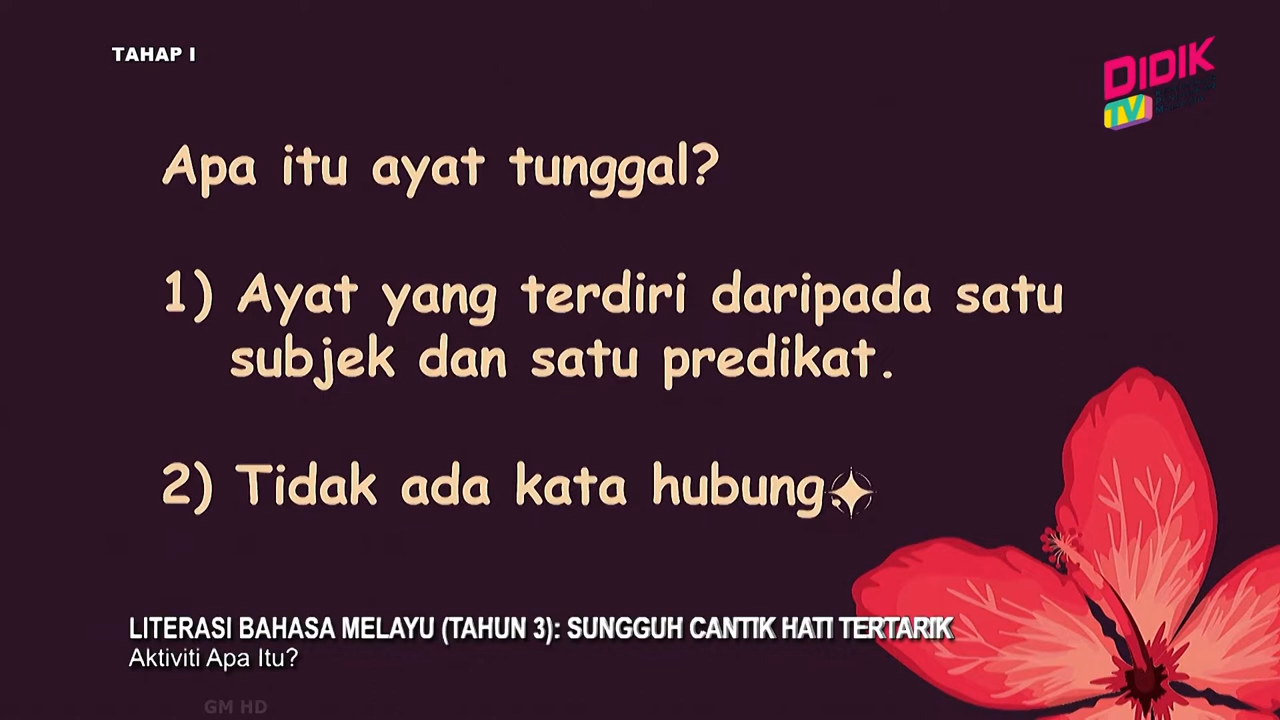 TAHAP I
DIDIK
TV
Apa itu ayat tunggal?
1) Ayat yang terdiri daripada satu
subjek dan satu predikat.
2) Tidak ada kata hubung
LITERASI BAHASA MELAYU (TAHUN 3): SUNGGUH CANTIK HATI TERTARIK
Aktiviti Apa Itu?
GM HD